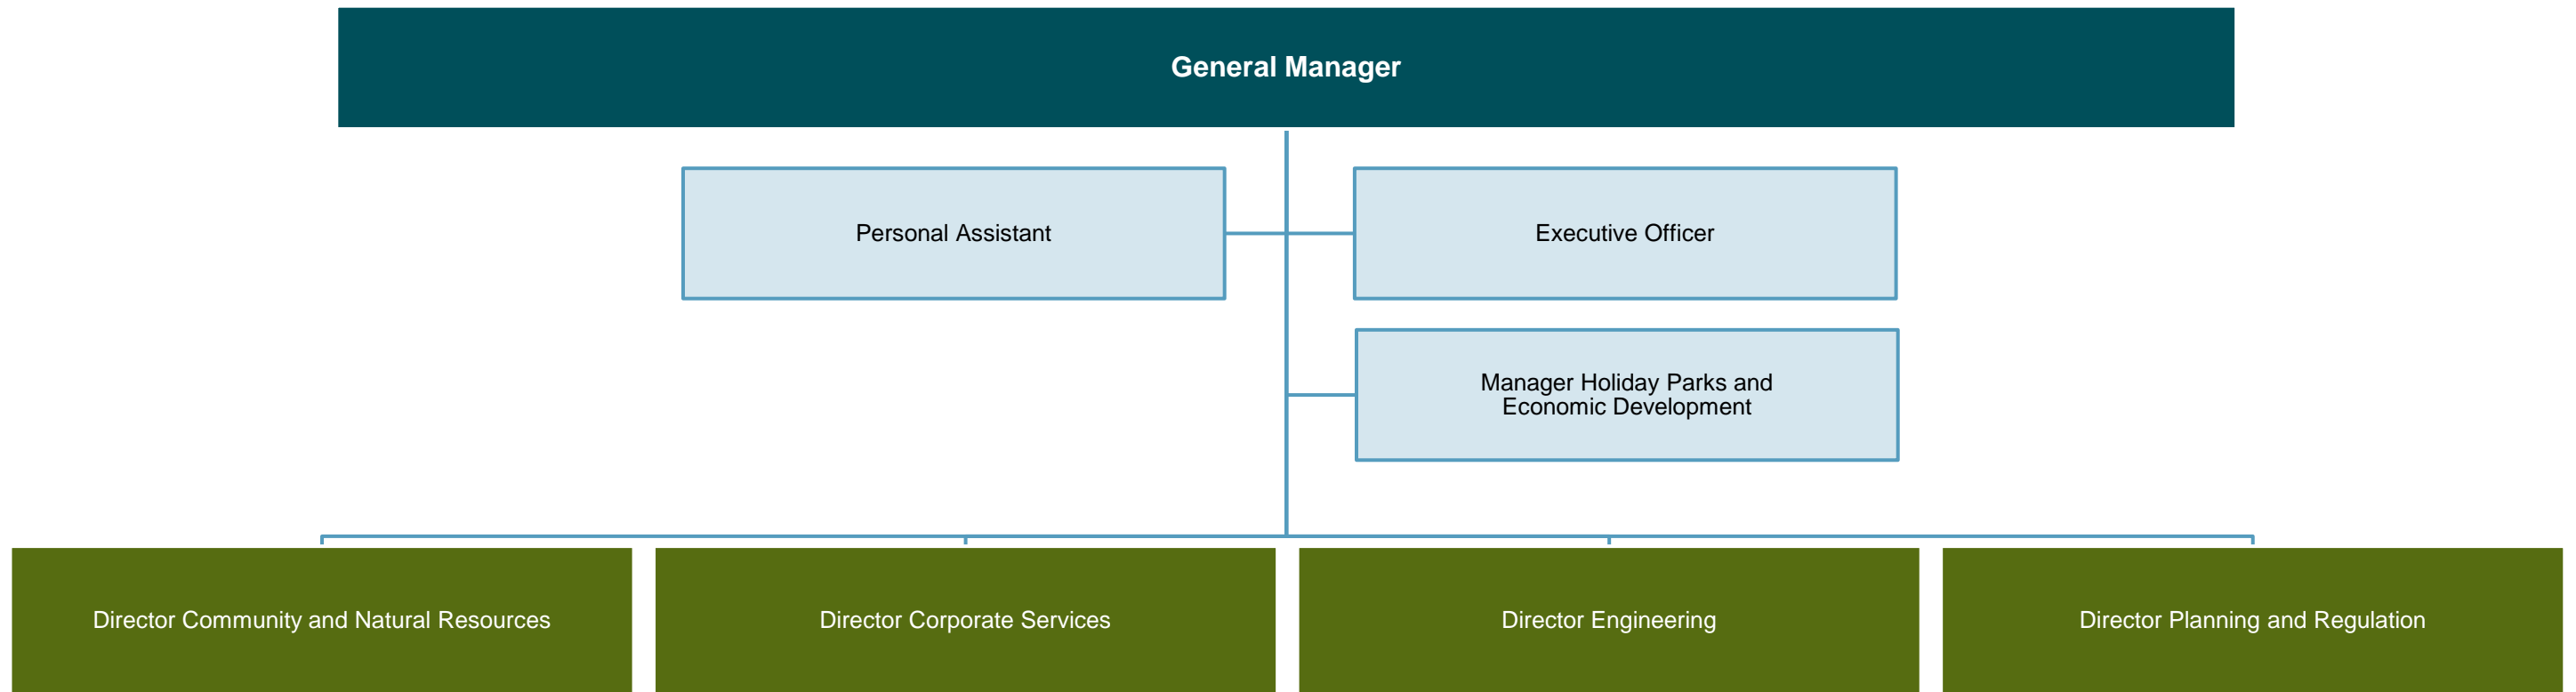 General Manager
Personal Assistant
Executive Officer
Manager Holiday Parks and
Economic Development
Director Community and Natural Resources
Director Corporate Services
Director Engineering
Director Planning and Regulation